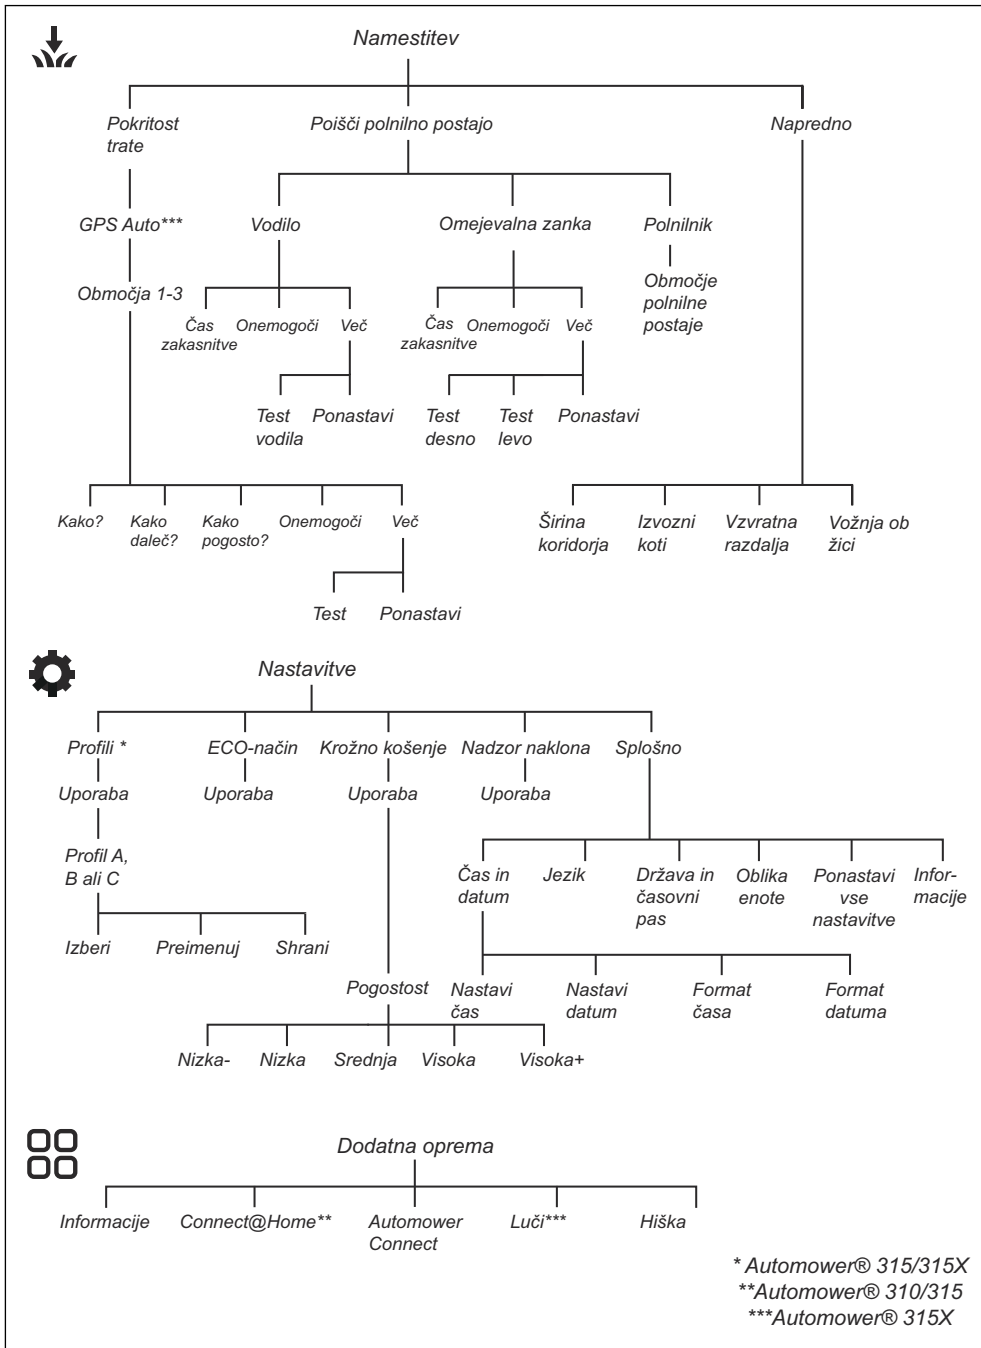 Namestitev
Pokritost
trate
Poišči polnilno postajo
Napredno
GPS Auto***
Vodilo
Omejevalna zanka
Polnilnik
Območja 1-3
Območje
polnilne
postaje
Čas
zakasnitve
Onemogoči
Več
Čas
zakasnitve
Onemogoči
Več
Test
vodila
Ponastavi
Test
desno
Test
levo
Ponastavi
Kako?
Kako
daleč?
Kako
pogosto?
Onemogoči
Več
Širina
koridorja
Izvozni
koti
Vzvratna
razdalja
Vožnja ob
žici
Test
Ponastavi
Nastavitve
Profili *
ECO-način
Krožno košenje
Nadzor naklona
Splošno
Uporaba
Uporaba
Uporaba
Uporaba
Profil A,
B ali C
Čas in
datum
Jezik
Država in
časovni
pas
Oblika
enote
Ponastavi
vse
nastavitve
Infor-
macije
Izberi
Preimenuj
Shrani
Pogostost
Nastavi
čas
Nastavi
datum
Format
časa
Format
datuma
Nizka-
Nizka
Srednja
Visoka
Visoka+
Dodatna oprema
Informacije
Connect@Home**
Automower
Connect
Luči***
Hiška
* Automower® 315/315X
**Automower® 310/315
***Automower® 315X